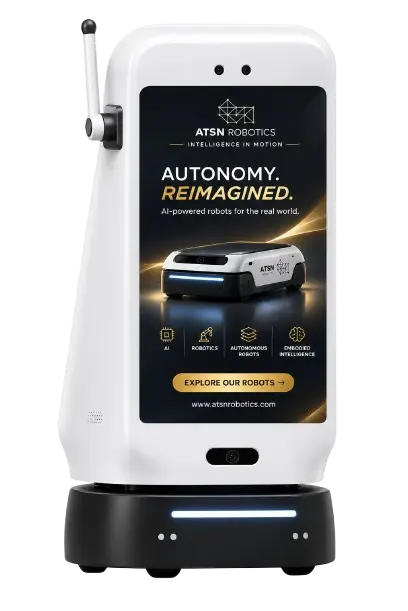 ATSN ROBOTICS
INTELLIGENCE IN MOTION
AUTONOMY.
REIMAGINED.
AI-powered robots for the real world.
ATSN
AI
ROBOTICS
AUTONOMOUS
ROBOTS
EMBODIED
INTELLIGENCE
EXPLORE OUR ROBOTS →
www.atsnrobotics.com